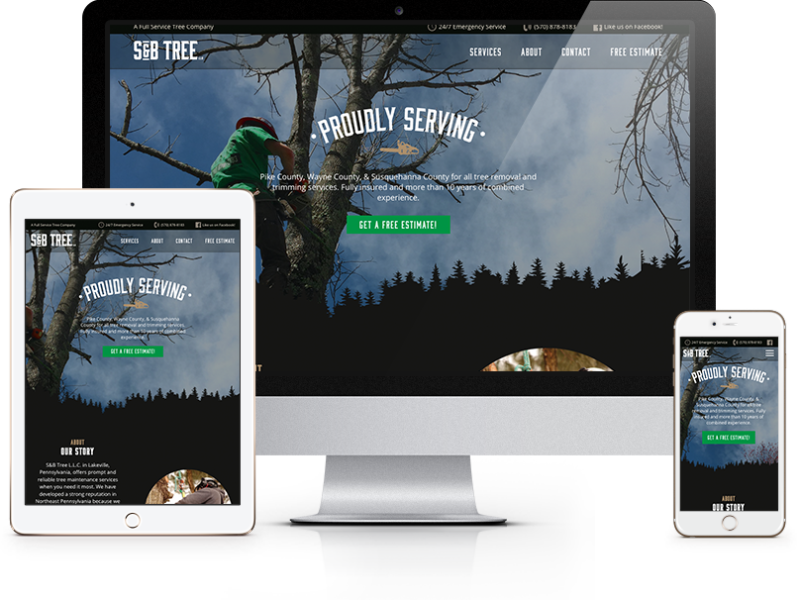 A Full Service Tree Company
24/7 Emergency Service
(570) 878-8183
Like us on Facebook!
S&B TREE
SERVICES
ABOUT
CONTACT
FREE ESTIMATE
PROUDLY SERVING
Pike County, Wayne County, & Susquehanna County for all tree removal and
trimming services. Fully insured and more than 10 years of combined
experience.
GET A FREE ESTIMATE!
UT
A Full Service Tree Company
24/7 Emergency Service
(570) 878-8183
Like us on Facebook!
S&B TREE
SERVICES
ABOUT
CONTACT
FREE ESTIMATE
PROUDLY SERVING
Pike County, Wayne County, & Susquehanna
County for all tree removal and trimming services.
Fully insured and more than 10 years of combined
experience.
GET A FREE ESTIMATE!
ABOUT
OUR STORY
S&B Tree L.L.C. in Lakeville,
Pennsylvania, offers prompt and
reliable tree maintenance services
when you need it most. We have
developed a strong reputation in
Northeast Pennsylvania because we
24/7 Emergency Service
(570) 878-8183
S&B TREE
PROUDLY SERVING
Pike County, Wayne County, &
Susquehanna County for all tree
removal and trimming services. Fully
insured and more than 10 years of
combined experience.
GET A FREE ESTIMATE!
ABOUT
OUR STORY